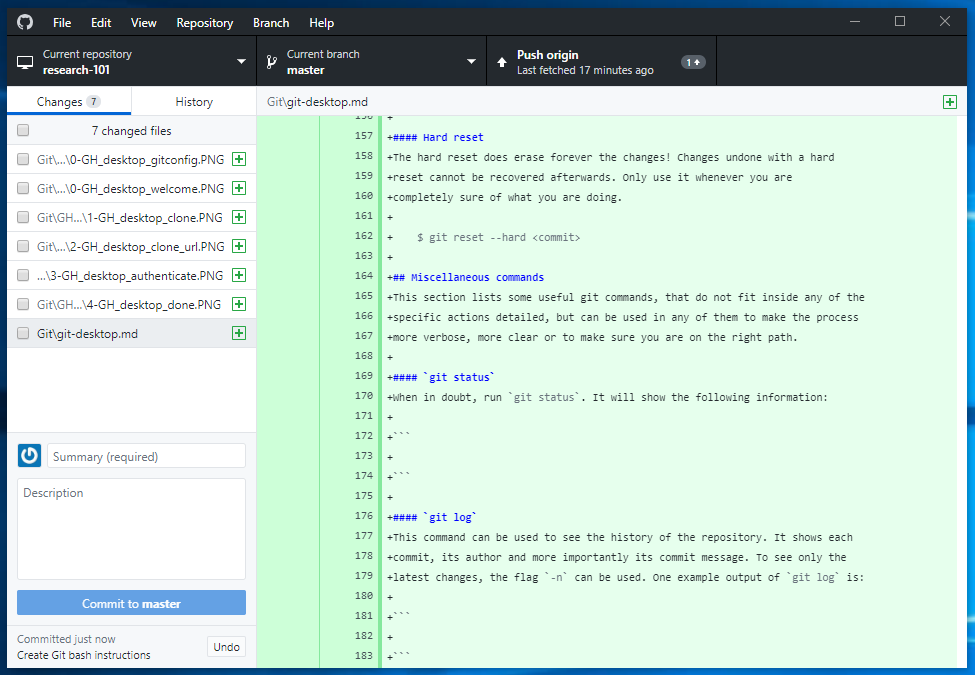 File Edit View Repository Branch Help
Current repository
research-101
Current branch
master
Push origin
Last fetched 17 minutes ago
1
Changes 7
History
7 changed files
Git\...\0-GH_desktop_gitconfig.PNG
Git\...\0-GH_desktop_welcome.PNG
Git\GH...\1-GH_desktop_clone.PNG
Git\...\2-GH_desktop_clone_url.PNG
...\3-GH_desktop_authenticate.PNG
Git\GH...\4-GH_desktop_done.PNG
Git\git-desktop.md
Summary (required)
Description
Commit to master
Committed just now
Create Git bash instructions
Undo
Git\git-desktop.md
156 +
157 +#### Hard reset
158 +The hard reset does erase forever the changes! Changes undone with a hard
159 +reset cannot be recovered afterwards. Only use it whenever you are
160 +completely sure of what you are doing.
161 +
162 +    $ git reset --hard <commit>
163 +
164 +## Miscellaneous commands
165 +This section lists some useful git commands, that do not fit inside any of the
166 +specific actions detailed, but can be used in any of them to make the process
167 +more verbose, more clear or to make sure you are on the right path.
168 +
169 +#### `git status`
170 +When in doubt, run `git status`. It will show the following information:
171 +
172 +```
173 +
174 +```
175 +
176 +#### `git log`
177 +This command can be used to see the history of the repository. It shows each
178 +commit, its author and more importantly its commit message. To see only the
179 +latest changes, the flag `-n` can be used. One example output of `git log` is:
180 +
181 +```
182 +
183 +```